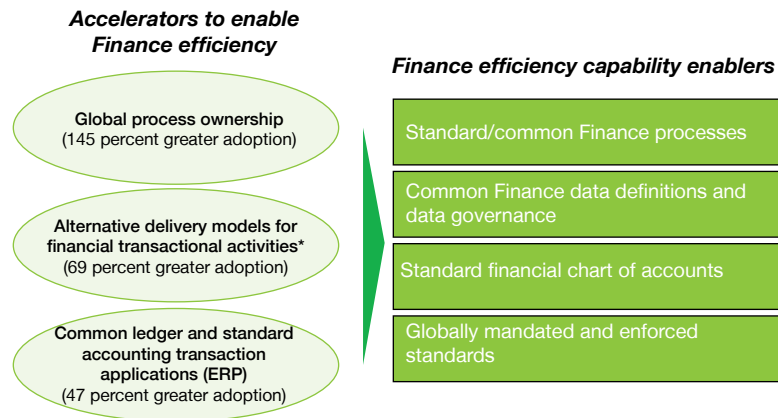 Accelerators to enable
Finance efficiency
Global process ownership
(145 percent greater adoption)
Alternative delivery models for
financial transactional activities*
(69 percent greater adoption)
Common ledger and standard
accounting transaction
applications (ERP)
(47 percent greater adoption)
Finance efficiency capability enablers
Standard/common Finance processes
Common Finance data definitions and
data governance
Standard financial chart of accounts
Globally mandated and enforced
standards